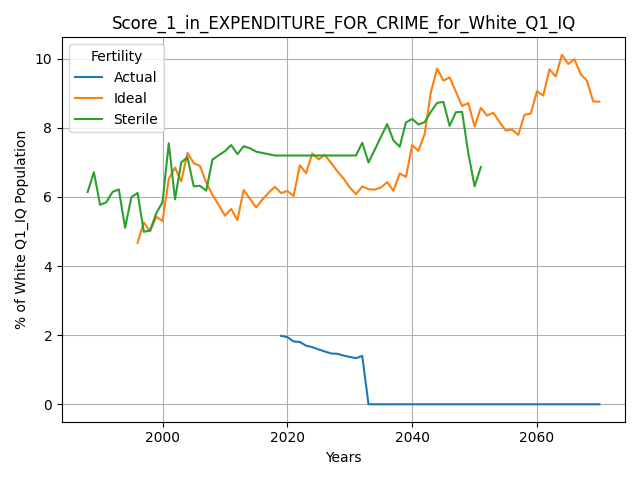 Score_1_in_EXPENDITURE_FOR_CRIME_for_White_Q1_IQ
Fertility
Actual
Ideal
Sterile
% of White Q1_IQ Population
10
8
6
4
2
0
2000
2020
2040
2060
Years